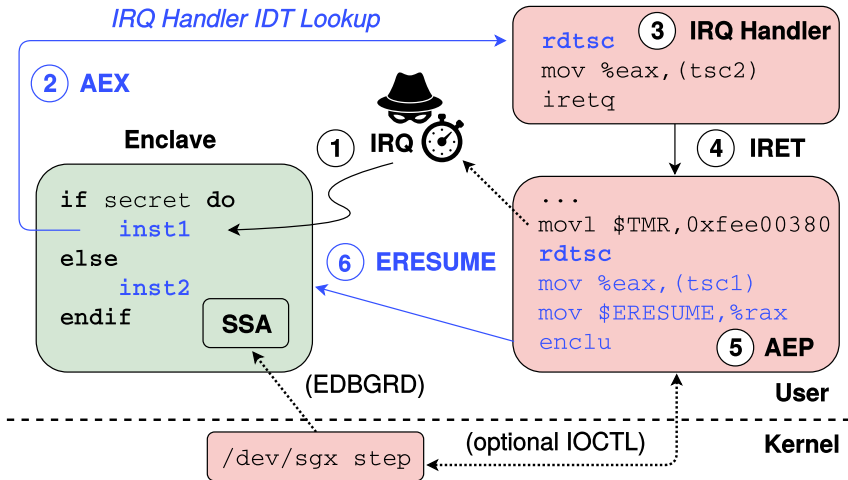 IRQ Handler IDT Lookup
2 AEX
3 IRQ Handler
rdtsc
mov %eax,(tsc2)
iretq
Enclave
1 IRQ
4 IRET
if secret do
inst1
else
inst2
endif
SSA
6 ERESUME
...
movl $TMR,0xfee00380
rdtsc
mov %eax,(tsc1)
mov $ERESUME,%rax
enclu
5 AEP
(EDBGRD)
User
(optional IOCTL)
Kernel
/dev/sgx step